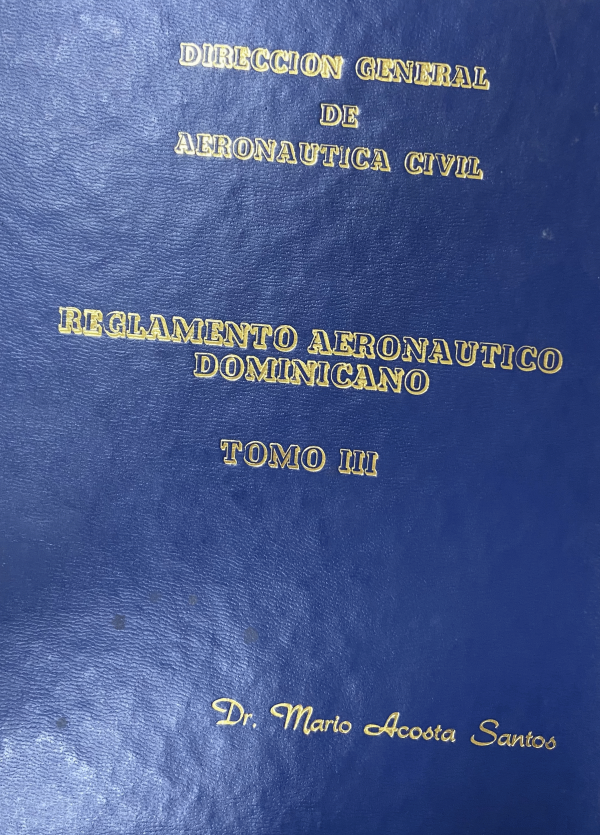 DIRECCION GENERAL
DE
AERONAUTICA CIVIL
REGLAMENTO AERONAUTICO
DOMINICANO
TOMO III
Dr. Mario Acosta Santos